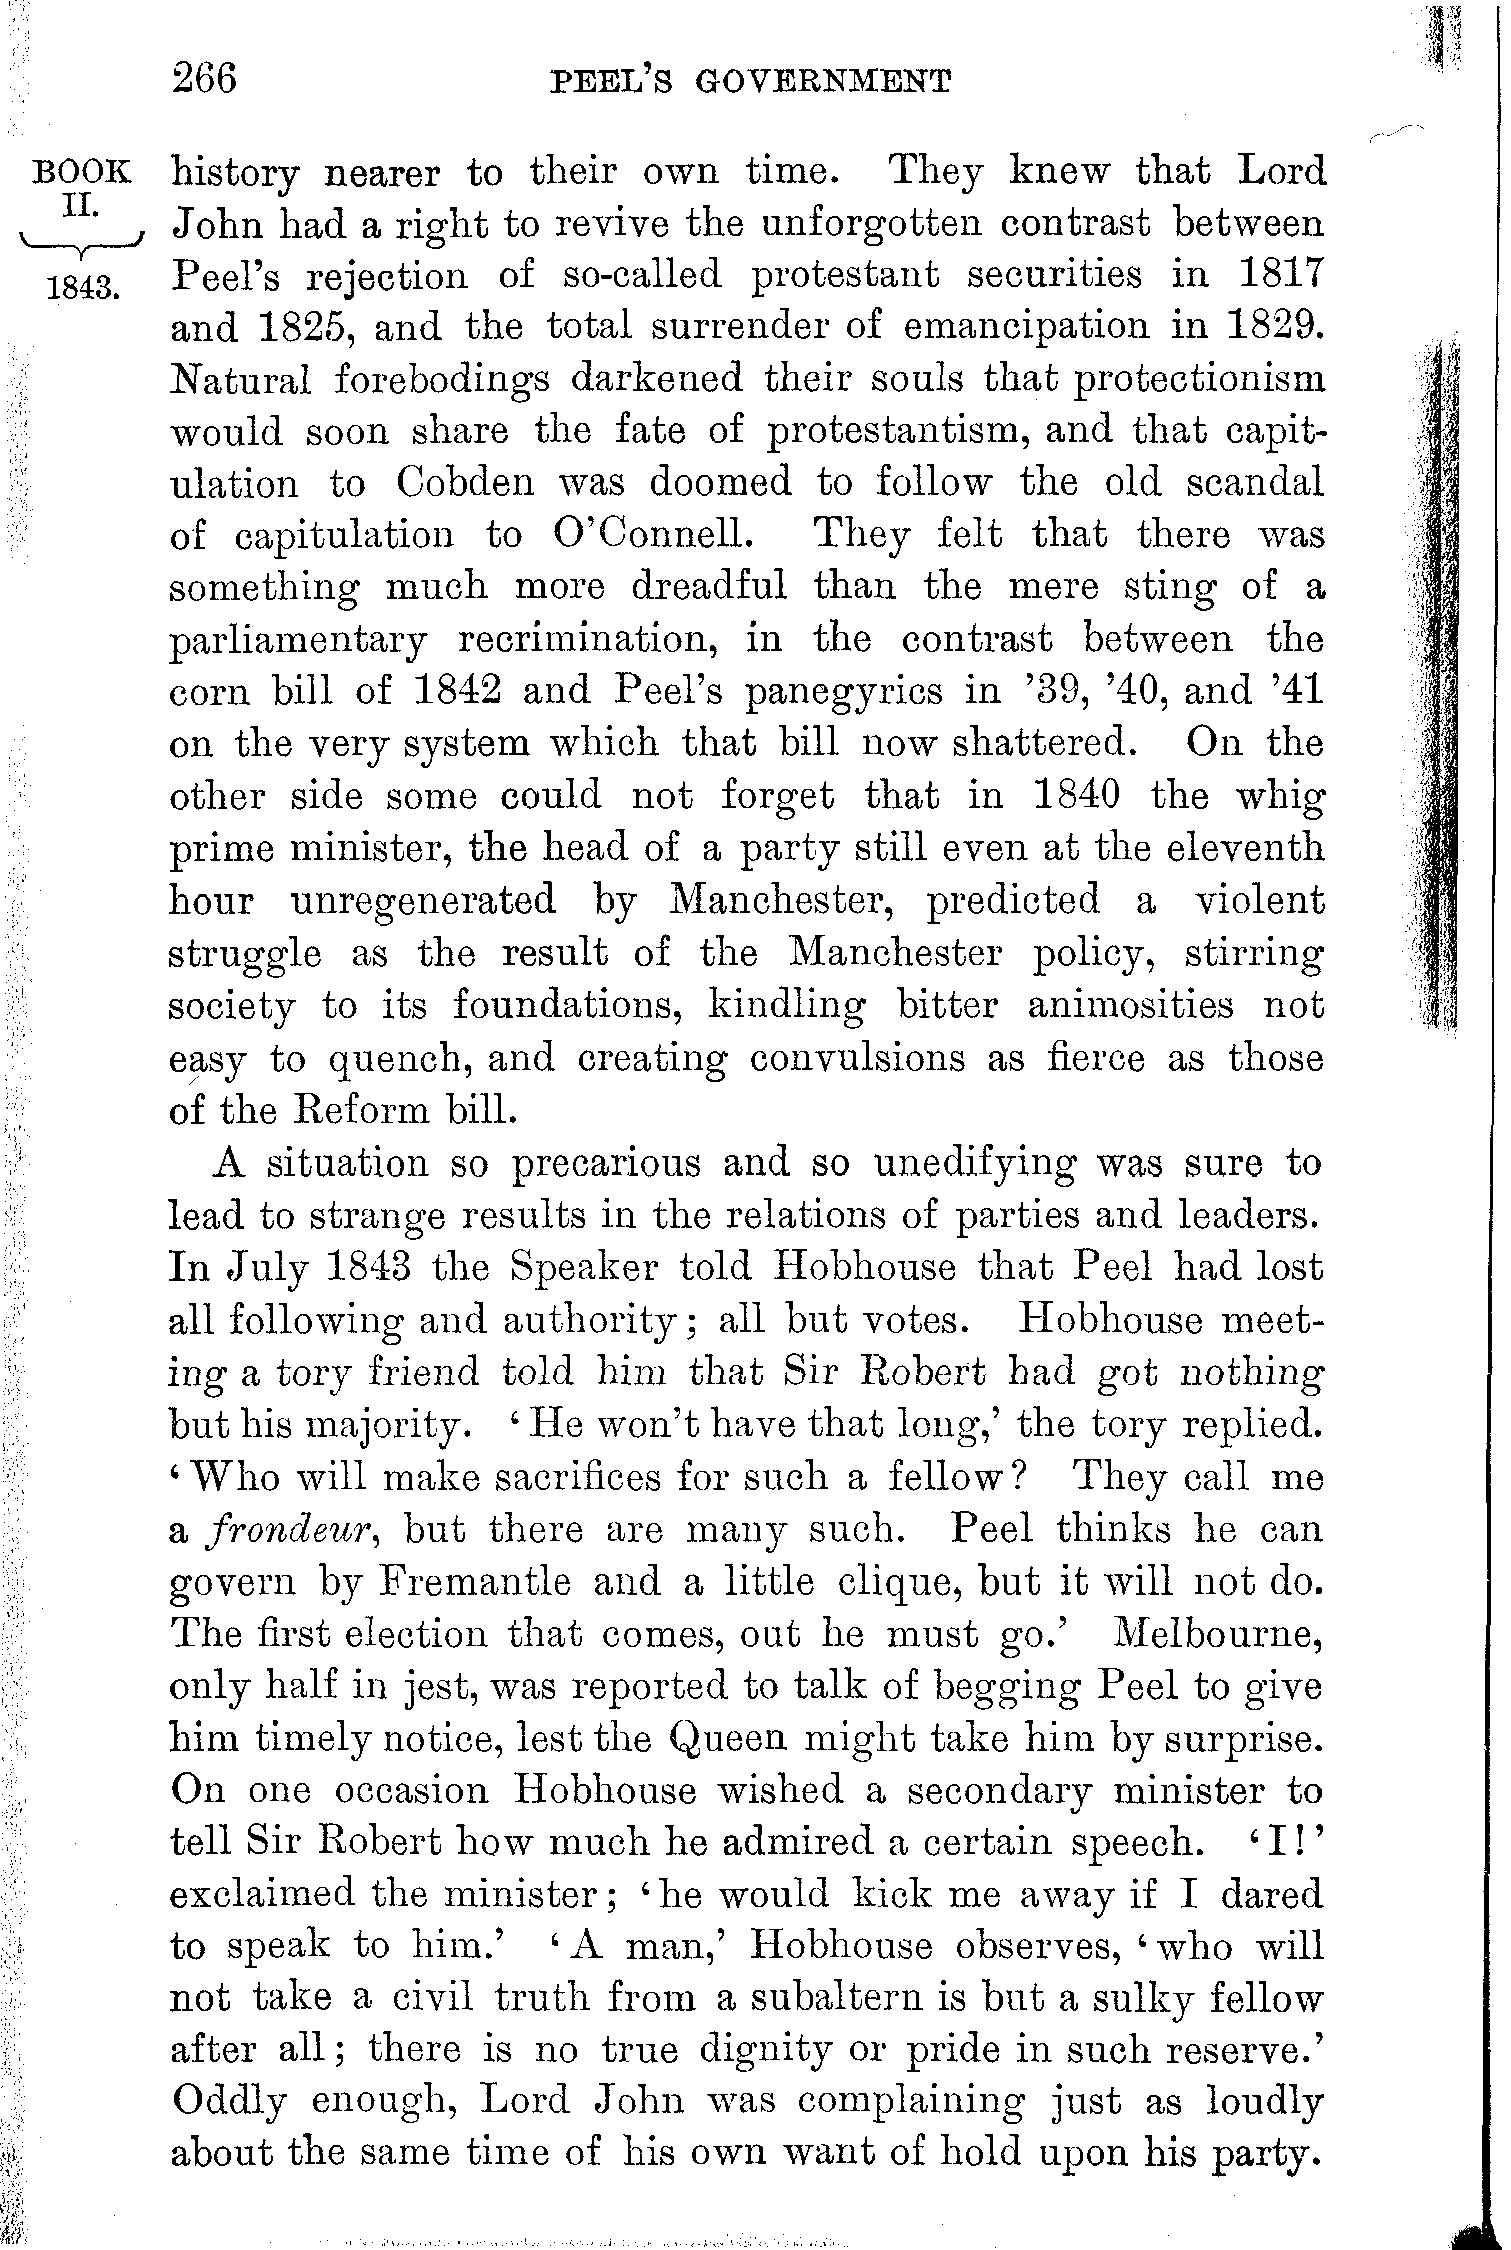 266 PEEL'S GOVERNMENT
BOOK
II.
1843.
history nearer to their own time. They knew that Lord
John had a right to revive the unforgotten contrast between
Peel's rejection of so-called protestant securities in 1817
and 1825, and the total surrender of emancipation in 1829.
Natural forebodings darkened their souls that protectionism
would soon share the fate of protestantism, and that capit-
ulation to Cobden was doomed to follow the old scandal
of capitulation to O'Connell. They felt that there was
something much more dreadful than the mere sting of a
parliamentary recrimination, in the contrast between the
corn bill of 1842 and Peel's panegyrics in '39, '40, and '41
on the very system which that bill now shattered. On the
other side some could not forget that in 1840 the whig
prime minister, the head of a party still even at the eleventh
hour unregenerated by Manchester, predicted a violent
struggle as the result of the Manchester policy, stirring
society to its foundations, kindling bitter animosities not
easy to quench, and creating convulsions as fierce as those
of the Reform bill.
A situation so precarious and so unedifying was sure to
lead to strange results in the relations of parties and leaders.
In July 1843 the Speaker told Hobhouse that Peel had lost
all following and authority; all but votes. Hobhouse meet-
ing a tory friend told him that Sir Robert had got nothing
but his majority. 'He won't have that long,' the tory replied.
'Who will make sacrifices for such a fellow? They call me
a frondeur, but there are many such. Peel thinks he can
govern by Fremantle and a little clique, but it will not do.
The first election that comes, out he must go.' Melbourne,
only half in jest, was reported to talk of begging Peel to give
him timely notice, lest the Queen might take him by surprise.
On one occasion Hobhouse wished a secondary minister to
tell Sir Robert how much he admired a certain speech. 'I!'
exclaimed the minister; 'he would kick me away if I dared
to speak to him.' 'A man,' Hobhouse observes, 'who will
not take a civil truth from a subaltern is but a sulky fellow
after all; there is no true dignity or pride in such reserve.'
Oddly enough, Lord John was complaining just as loudly
about the same time of his own want of hold upon his party.